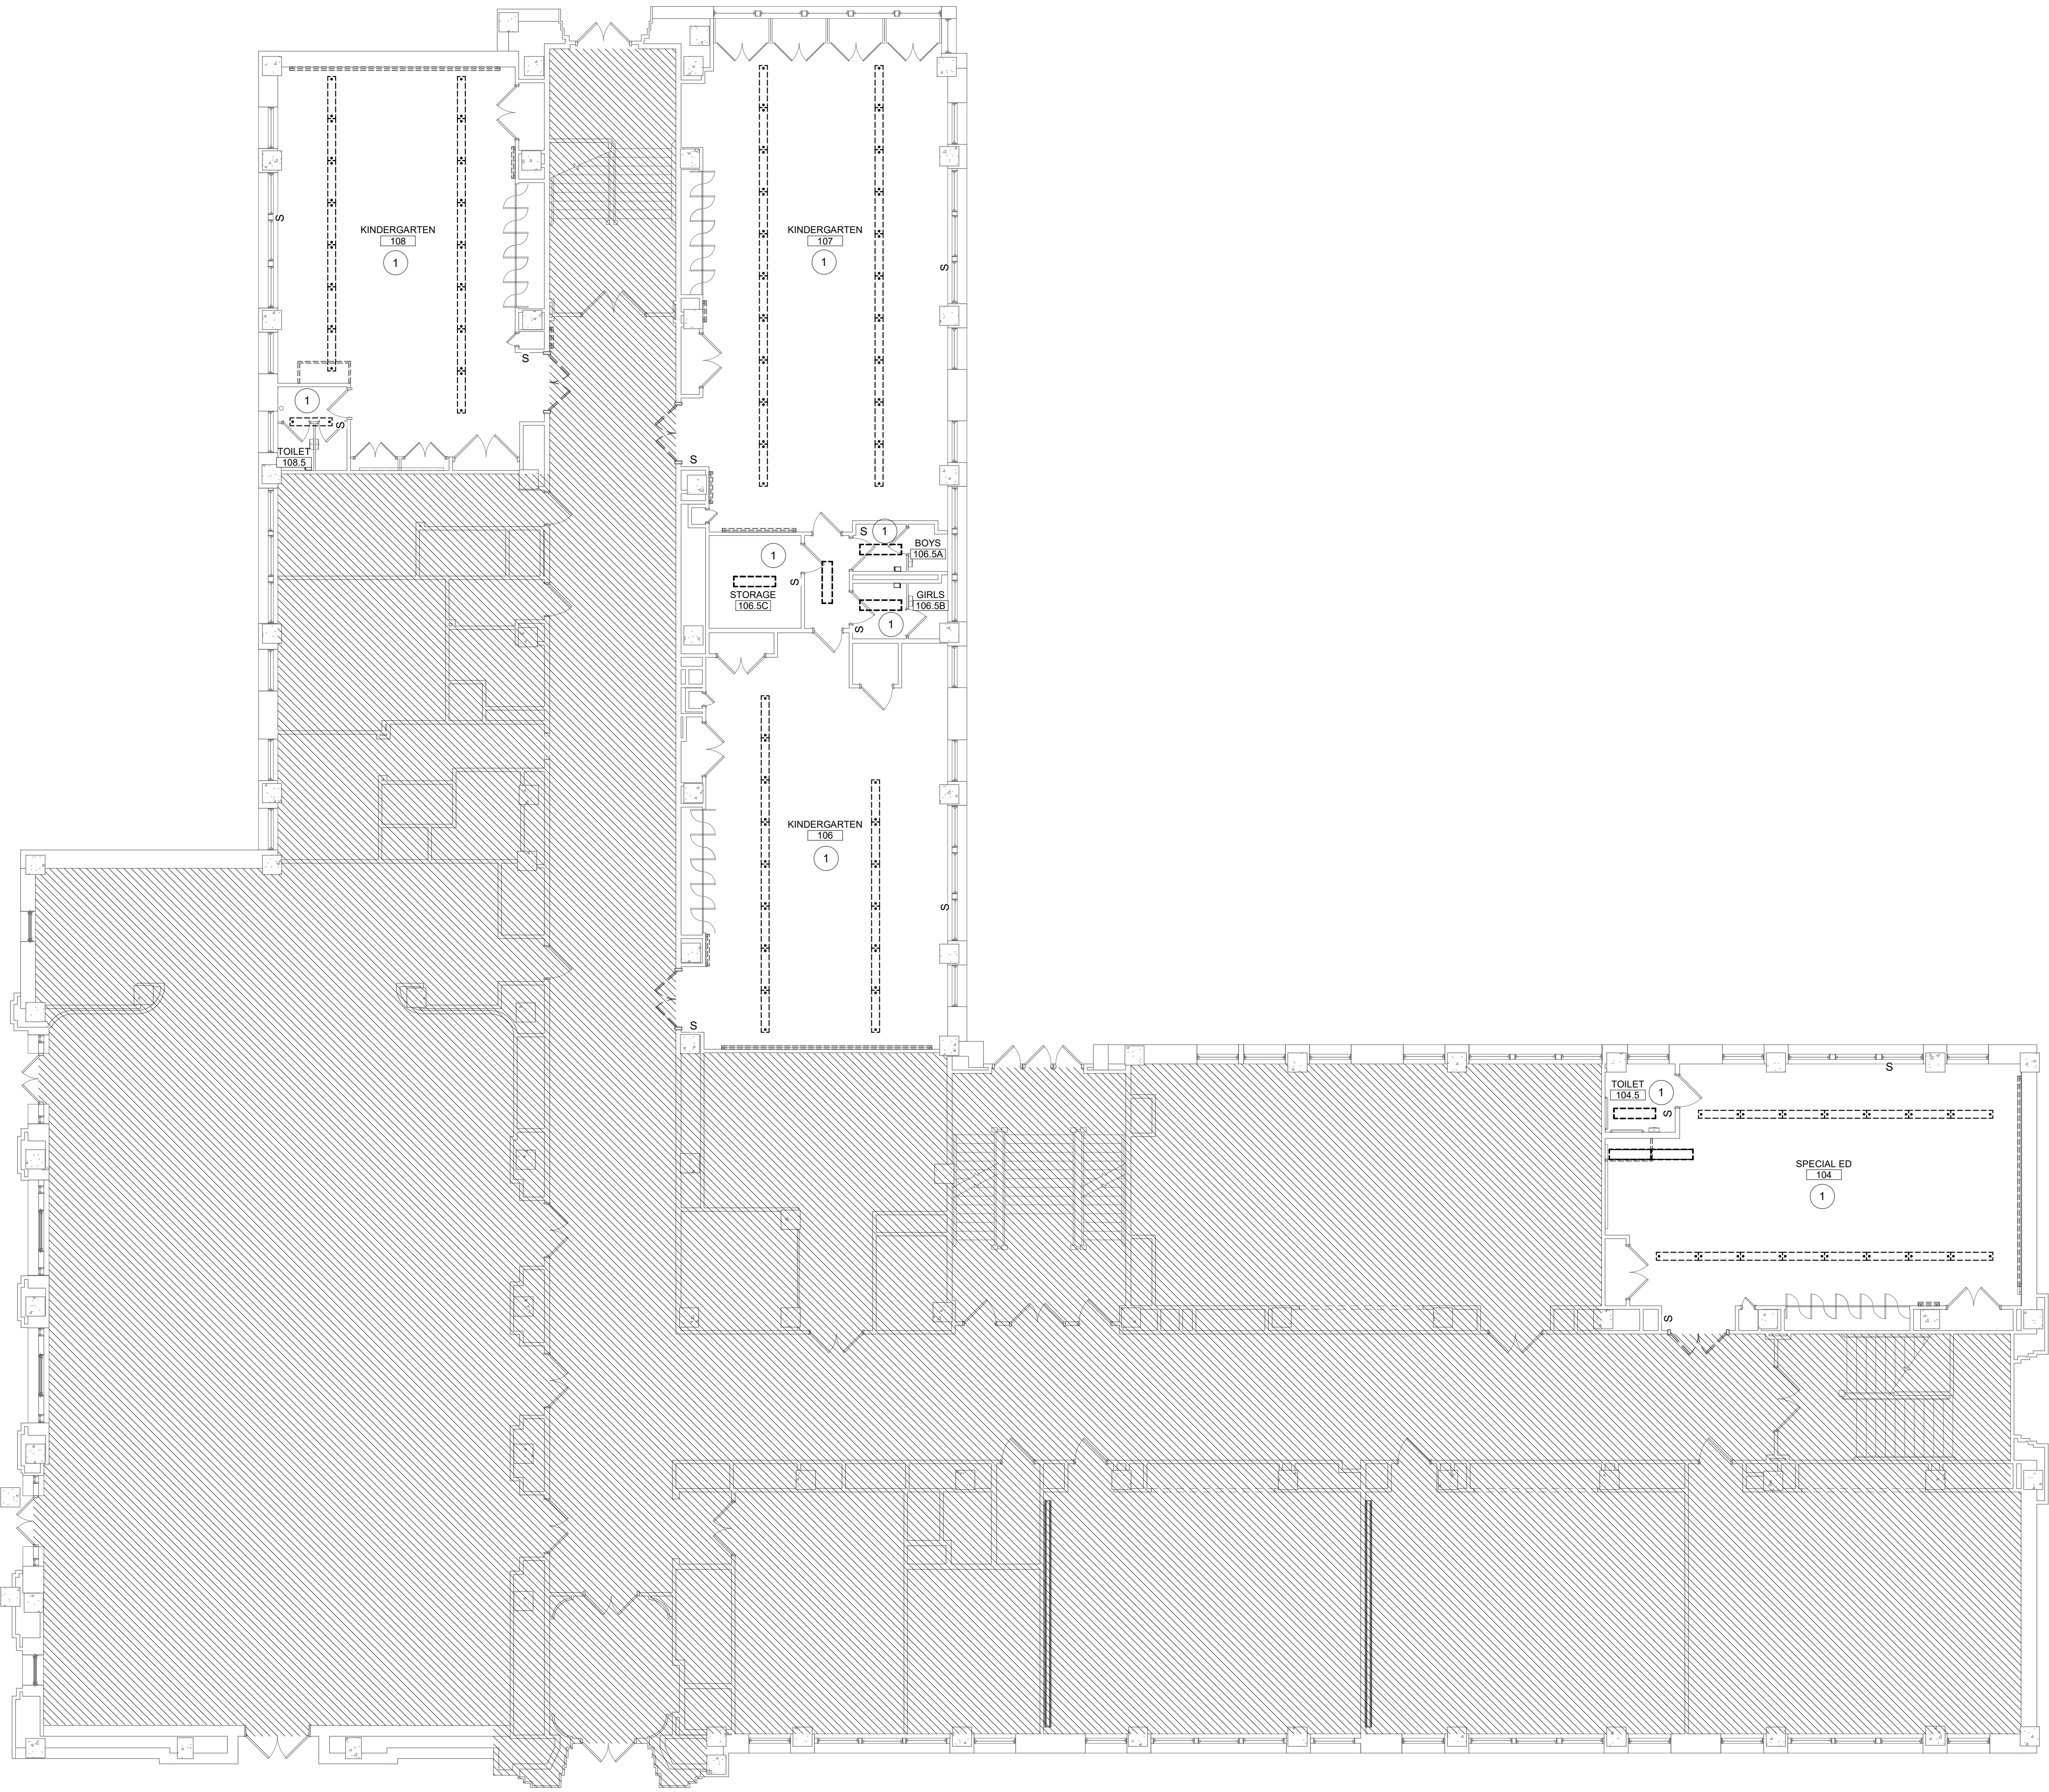 KINDERGARTEN
108
1
S
S
1
S
TOILET
108.5
KINDERGARTEN
107
1
S
S
1
S
BOYS
106.5A
1
S
STORAGE
106.5C
GIRLS
106.5B
1
S
KINDERGARTEN
106
1
S
S
TOILET
104.5
1
S
S
SPECIAL ED
104
1
S